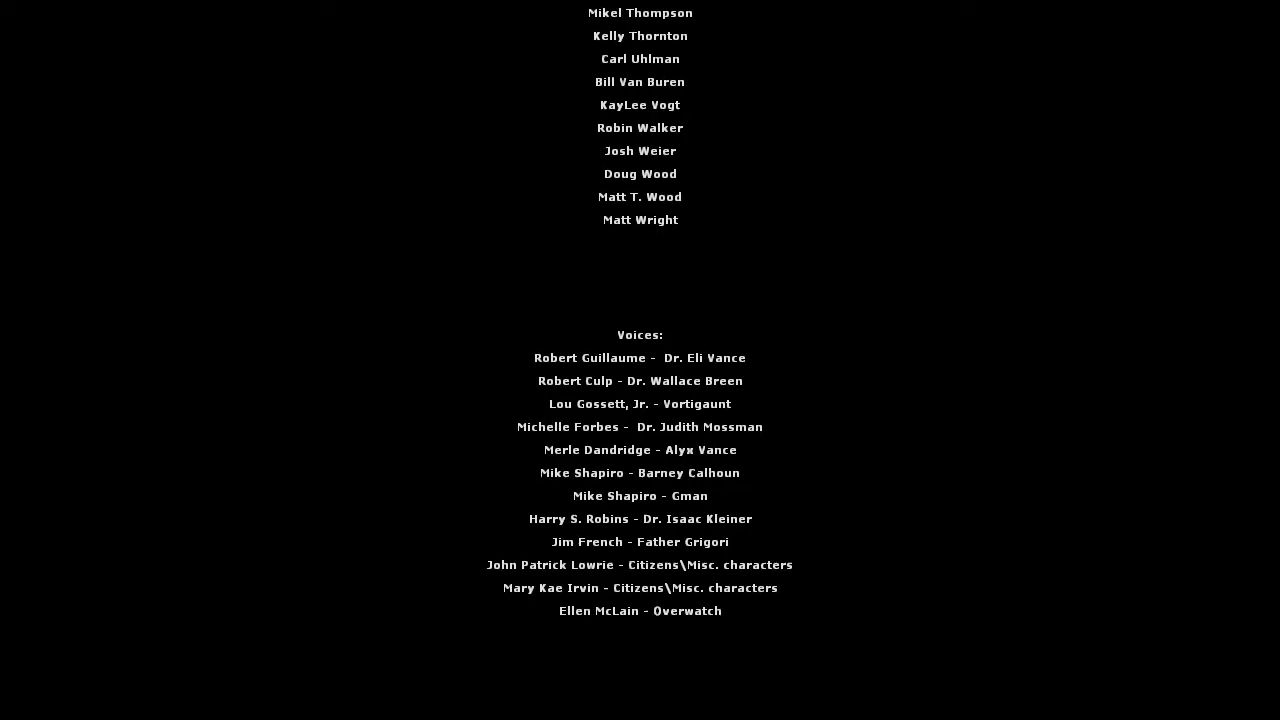 Mikel Thompson
Kelly Thornton
Carl Uhlman
Bill Van Buren
KayLee Vogt
Robin Walker
Josh Weier
Doug Wood
Matt T. Wood
Matt Wright
Voices:
Robert Guillaume -  Dr. Eli Vance
Robert Culp - Dr. Wallace Breen
Lou Gossett, Jr. - Vortigaunt
Michelle Forbes -  Dr. Judith Mossman
Merle Dandridge - Alyx Vance
Mike Shapiro - Barney Calhoun
Mike Shapiro - Gman
Harry S. Robins - Dr. Isaac Kleiner
Jim French - Father Grigori
John Patrick Lowrie - Citizens\Misc. characters
Mary Kae Irvin - Citizens\Misc. characters
Ellen McLain - Overwatch